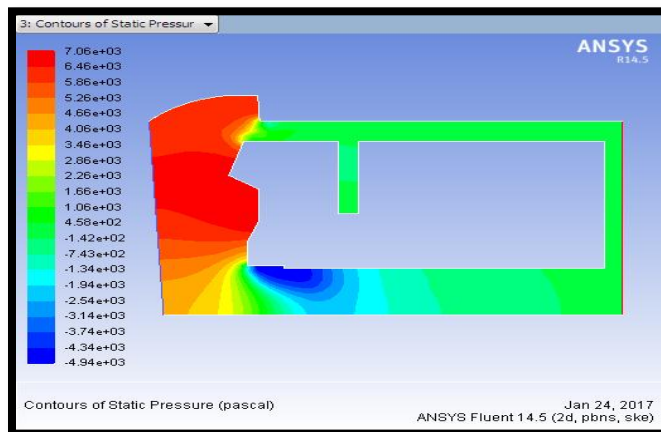 3: Contours of Static Pressur
ANSYS
R14.5
7.06e+03
6.46e+03
5.86e+03
5.26e+03
4.66e+03
4.06e+03
3.46e+03
2.86e+03
2.26e+03
1.66e+03
1.06e+03
4.58e+02
-1.42e+02
-7.43e+02
-1.34e+03
-1.94e+03
-2.54e+03
-3.14e+03
-3.74e+03
-4.34e+03
-4.94e+03
Contours of Static Pressure (pascal)
Jan 24, 2017
ANSYS Fluent 14.5 (2d, pbns, ske)